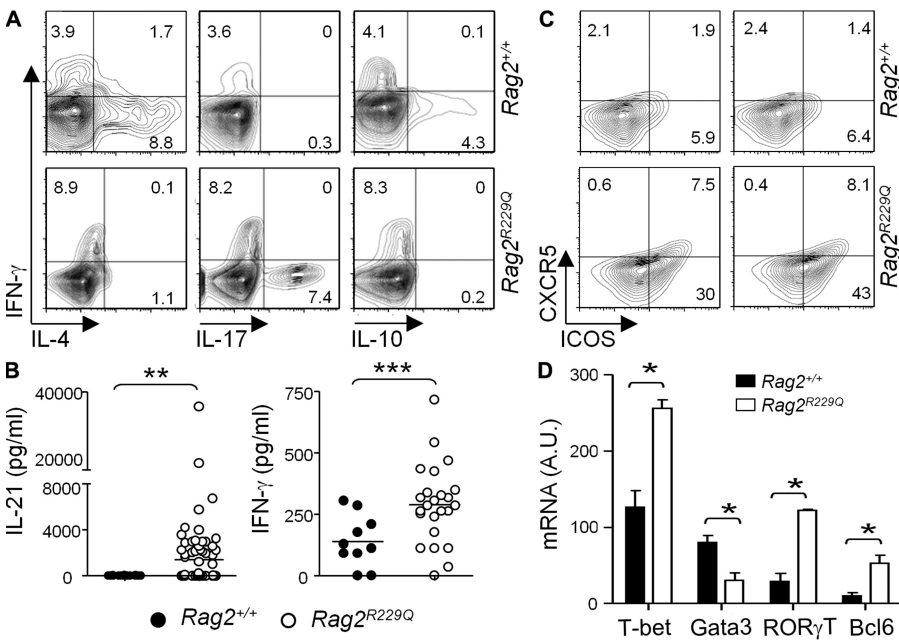 A
3.9 1.7
8.8
3.6 0
0.3
4.1 0.1
4.3
Rag2+/+
8.9 0.1
1.1
8.2 0
7.4
8.3 0
0.2
Rag2R229Q
IFN-γ
IL-4 IL-17 IL-10
C
2.1 1.9
5.9
2.4 1.4
6.4
Rag2+/+
0.6 7.5
30
0.4 8.1
43
Rag2R229Q
CXCR5
ICOS
B
IL-21 (pg/ml)
40000
20000
8000
4000
0
**
IFN-γ (pg/ml)
750
500
250
0
***
Rag2+/+ Rag2R229Q
D
mRNA (A.U.)
300
200
100
0
* * * *
Rag2+/+
Rag2R229Q
T-bet Gata3 RORγT Bcl6